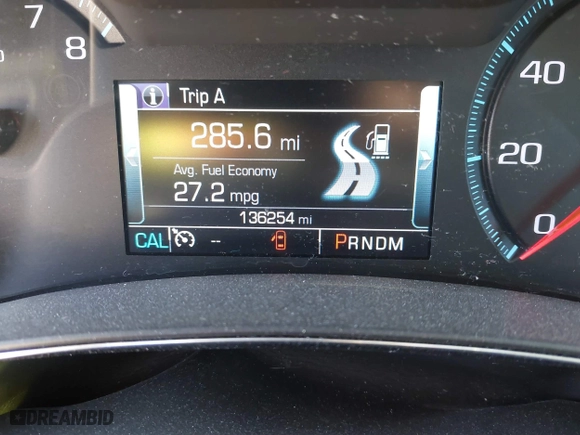 7
8
Trip A
285.6 mi
Avg. Fuel Economy
27.2 mpg
136254 mi
CAL -- PRNDM
40
20
0
DREAMBID